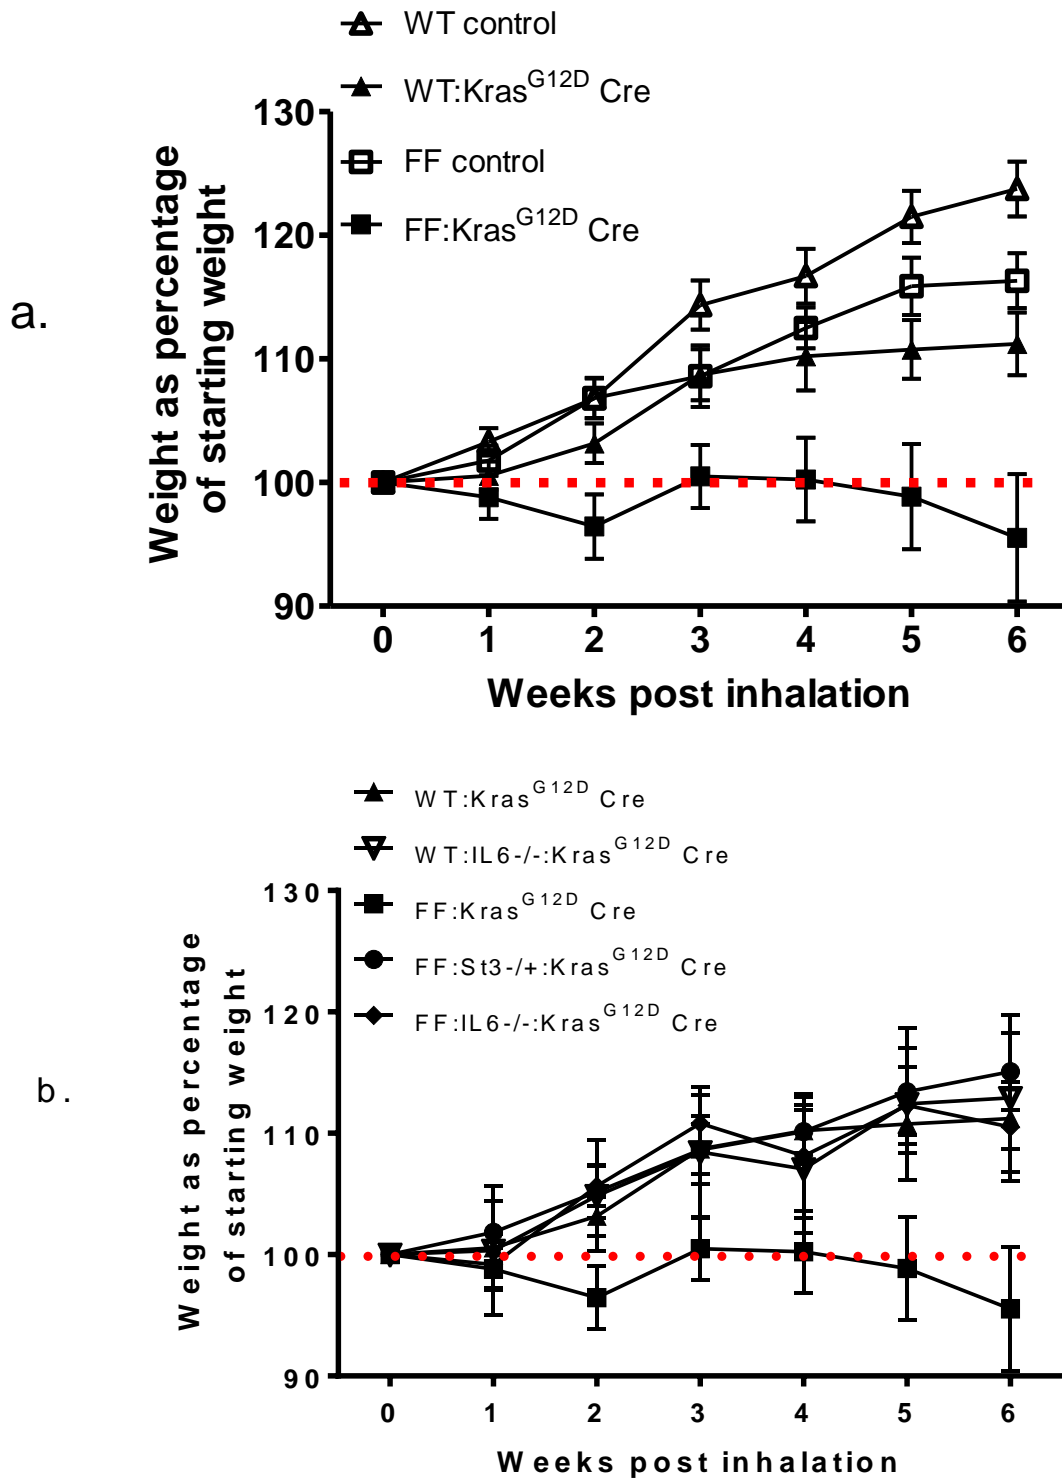 WT control
WT:Kras^G12D Cre
FF control
FF:Kras^G12D Cre
a.
Weight as percentage
of starting weight
130
120
110
100
90
0 1 2 3 4 5 6
Weeks post inhalation
WT:Kras^G12D Cre
WT:IL6-/-:Kras^G12D Cre
FF:Kras^G12D Cre
FF:St3-/+:Kras^G12D Cre
FF:IL6-/-:Kras^G12D Cre
b.
Weight as percentage
of starting weight
130
120
110
100
90
0 1 2 3 4 5 6
Weeks post inhalation